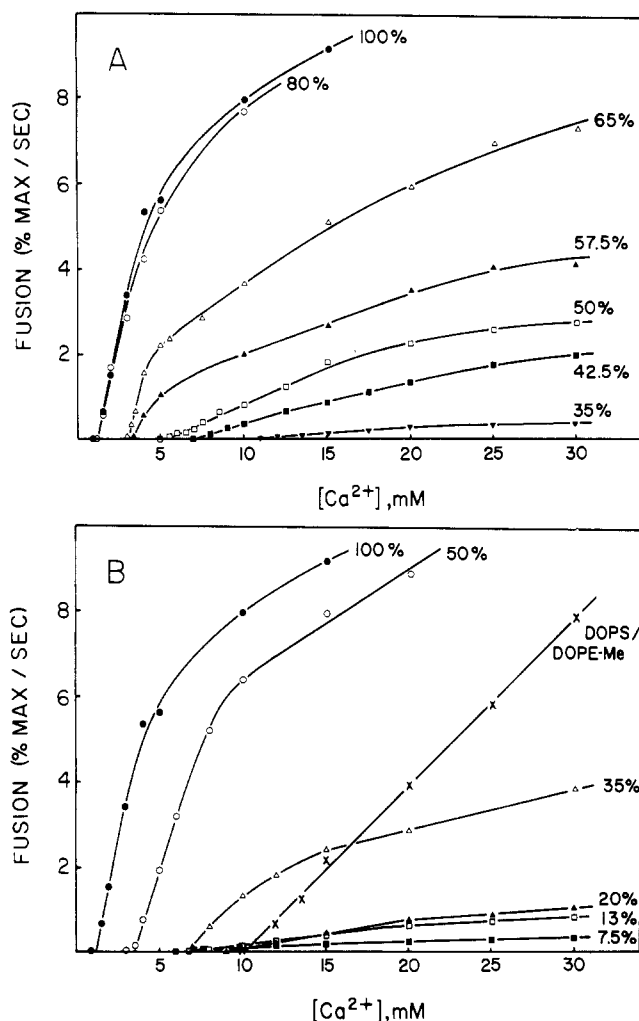 A
100%
80%
65%
57.5%
50%
42.5%
35%
8
6
4
2
FUSION (% MAX / SEC)
5 10 15 20 25 30
[Ca²⁺] ,mM
B
100%
50%
DOPS/
DOPE-Me
35%
20%
13%
7.5%
8
6
4
2
FUSION (% MAX / SEC)
5 10 15 20 25 30
[Ca²⁺] ,mM